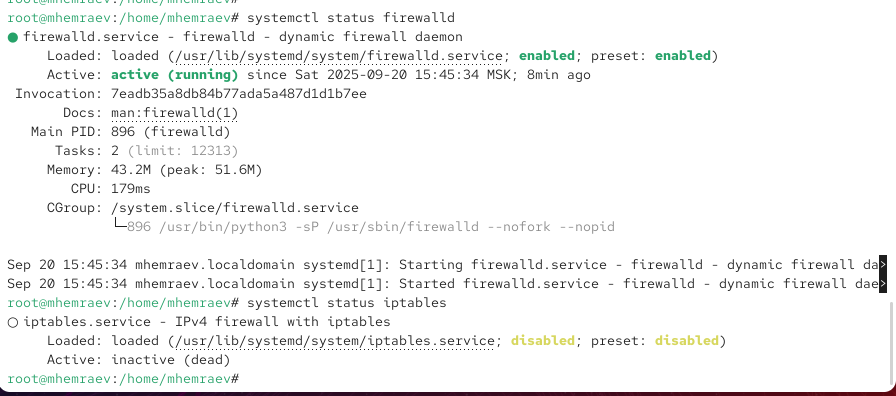 root@mhemraev:/home/mhemraev# systemctl status firewalld
● firewalld.service - firewalld - dynamic firewall daemon
     Loaded: loaded (/usr/lib/systemd/system/firewalld.service; enabled; preset: enabled)
     Active: active (running) since Sat 2025-09-20 15:45:34 MSK; 8min ago
 Invocation: 7eadb35a8db84b77ada5a487d1d1b7ee
       Docs: man:firewalld(1)
   Main PID: 896 (firewalld)
      Tasks: 2 (limit: 12313)
     Memory: 43.2M (peak: 51.6M)
        CPU: 179ms
     CGroup: /system.slice/firewalld.service
             └─896 /usr/bin/python3 -sP /usr/sbin/firewalld --nofork --nopid
Sep 20 15:45:34 mhemraev.localdomain systemd[1]: Starting firewalld.service - firewalld - dynamic firewall da>
Sep 20 15:45:34 mhemraev.localdomain systemd[1]: Started firewalld.service - firewalld - dynamic firewall dae>
root@mhemraev:/home/mhemraev# systemctl status iptables
○ iptables.service - IPv4 firewall with iptables
     Loaded: loaded (/usr/lib/systemd/system/iptables.service; disabled; preset: disabled)
     Active: inactive (dead)
root@mhemraev:/home/mhemraev#